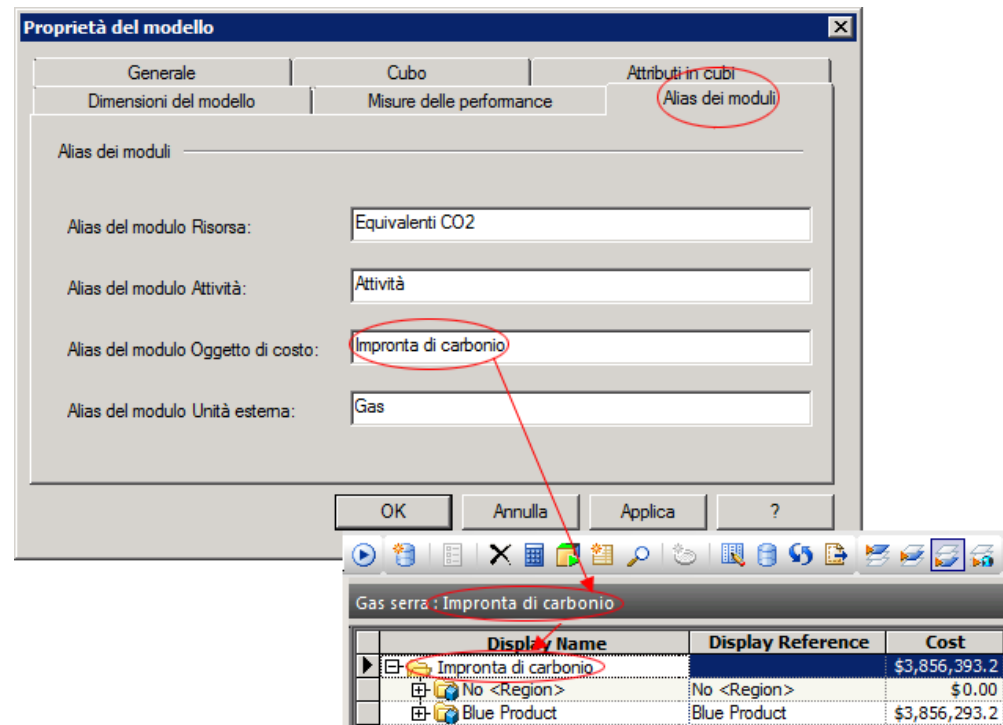 Proprietà del modello
Generale Cubo Attributi in cubi
Dimensioni del modello Misure delle performance Alias dei moduli
Alias dei moduli
Alias del modulo Risorsa: Equivalenti CO2
Alias del modulo Attività: Attività
Alias del modulo Oggetto di costo: Impronta di carbonio
Alias del modulo Unità esterna: Gas
OK Annulla Applica ?
Gas serra : Impronta di carbonio
Display Name Display Reference Cost
Impronta di carbonio $3,856,393.2
No <Region> No <Region> $0.00
Blue Product Blue Product $3,856,293.2